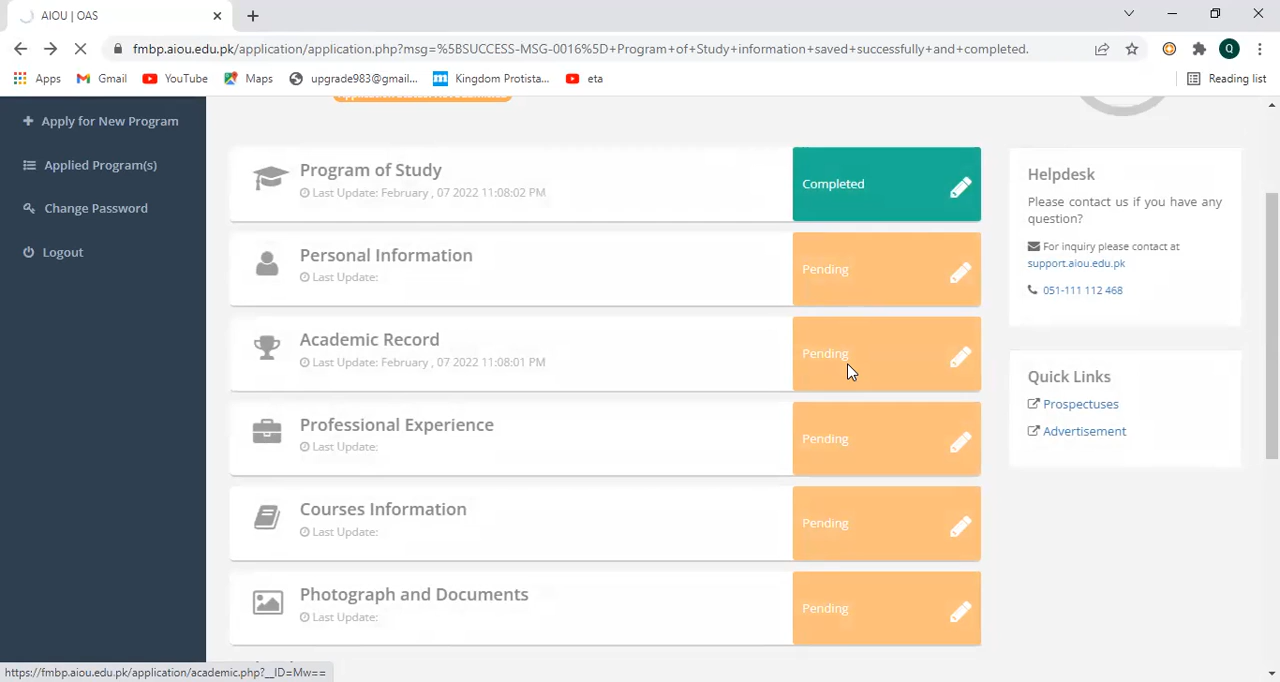 AIOU | OAS
fmbp.aiou.edu.pk/application/application.php?msg=%5BSUCCESS-MSG-0016%5D+Program+of+Study+information+saved+successfully+and+completed.
Q
Apps Gmail YouTube Maps upgrade983@gmail,... Kingdom Protista... eta Reading list
Apply for New Program
Applied Program(s)
Change Password
Logout
Program of Study
Last Update: February , 07 2022 11:08:02 PM
Completed
Personal Information
Last Update:
Pending
Academic Record
Last Update: February , 07 2022 11:08:01 PM
Pending
Professional Experience
Last Update:
Pending
Courses Information
Last Update:
Pending
Photograph and Documents
Last Update:
Pending
Helpdesk
Please contact us if you have any
question?
For inquiry please contact at
support.aiou.edu.pk
051-111 112 468
Quick Links
Prospectuses
Advertisement
https://fmbp.aiou.edu.pk/application/academic.php?__ID=Mw==